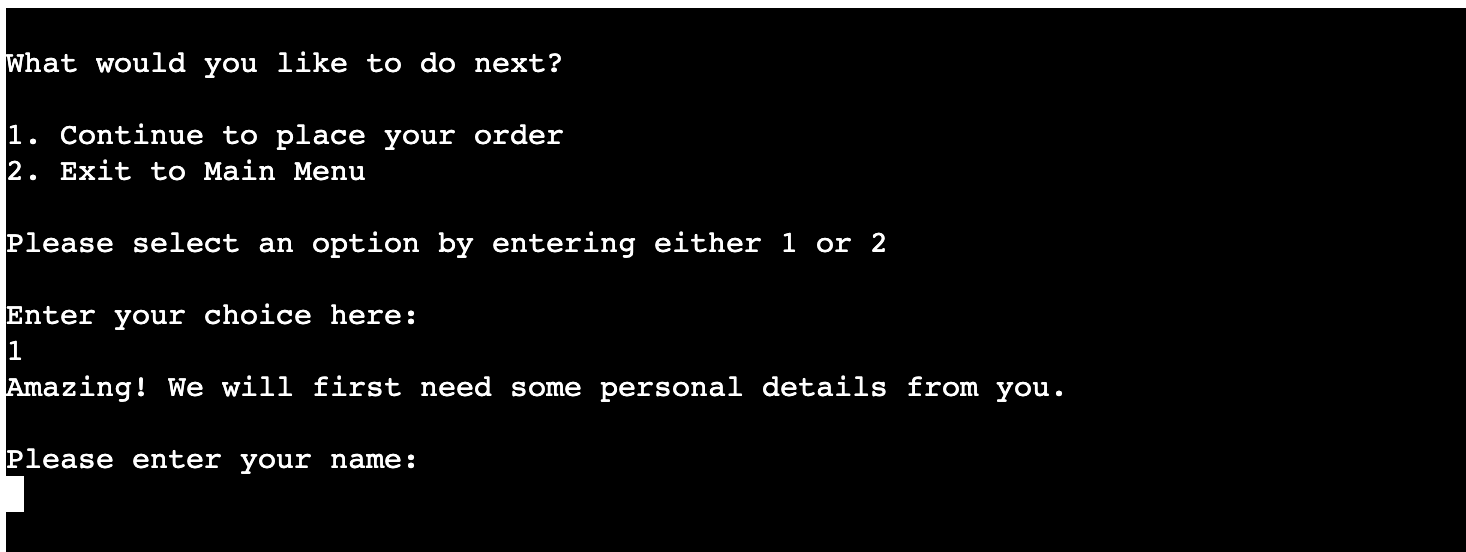 What would you like to do next?
1. Continue to place your order
2. Exit to Main Menu
Please select an option by entering either 1 or 2
Enter your choice here:
1
Amazing! We will first need some personal details from you.
Please enter your name: